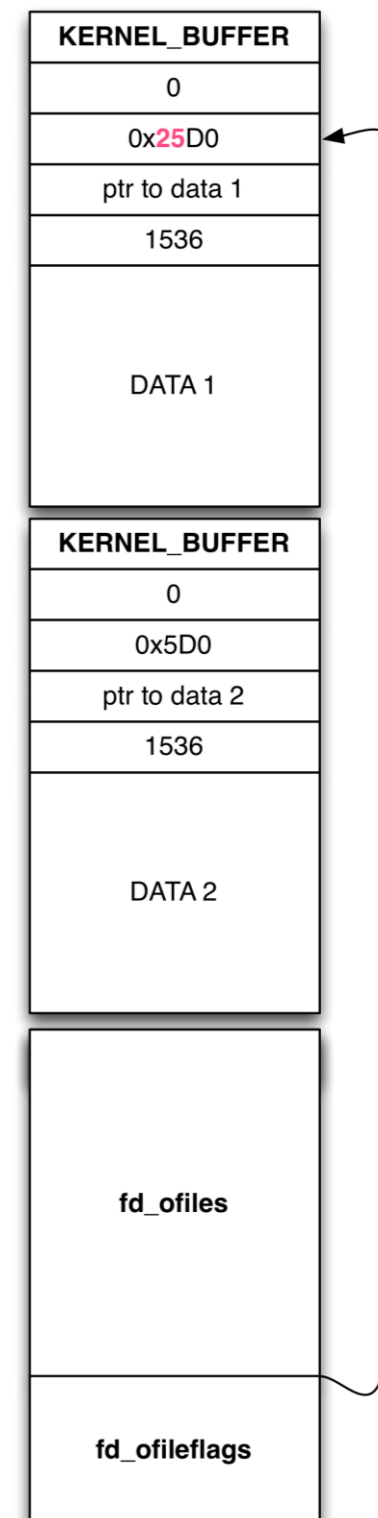 KERNEL_BUFFER
0
0x25D0
ptr to data 1
1536
DATA 1
KERNEL_BUFFER
0
0x5D0
ptr to data 2
1536
DATA 2
fd_ofiles
fd_ofileflags